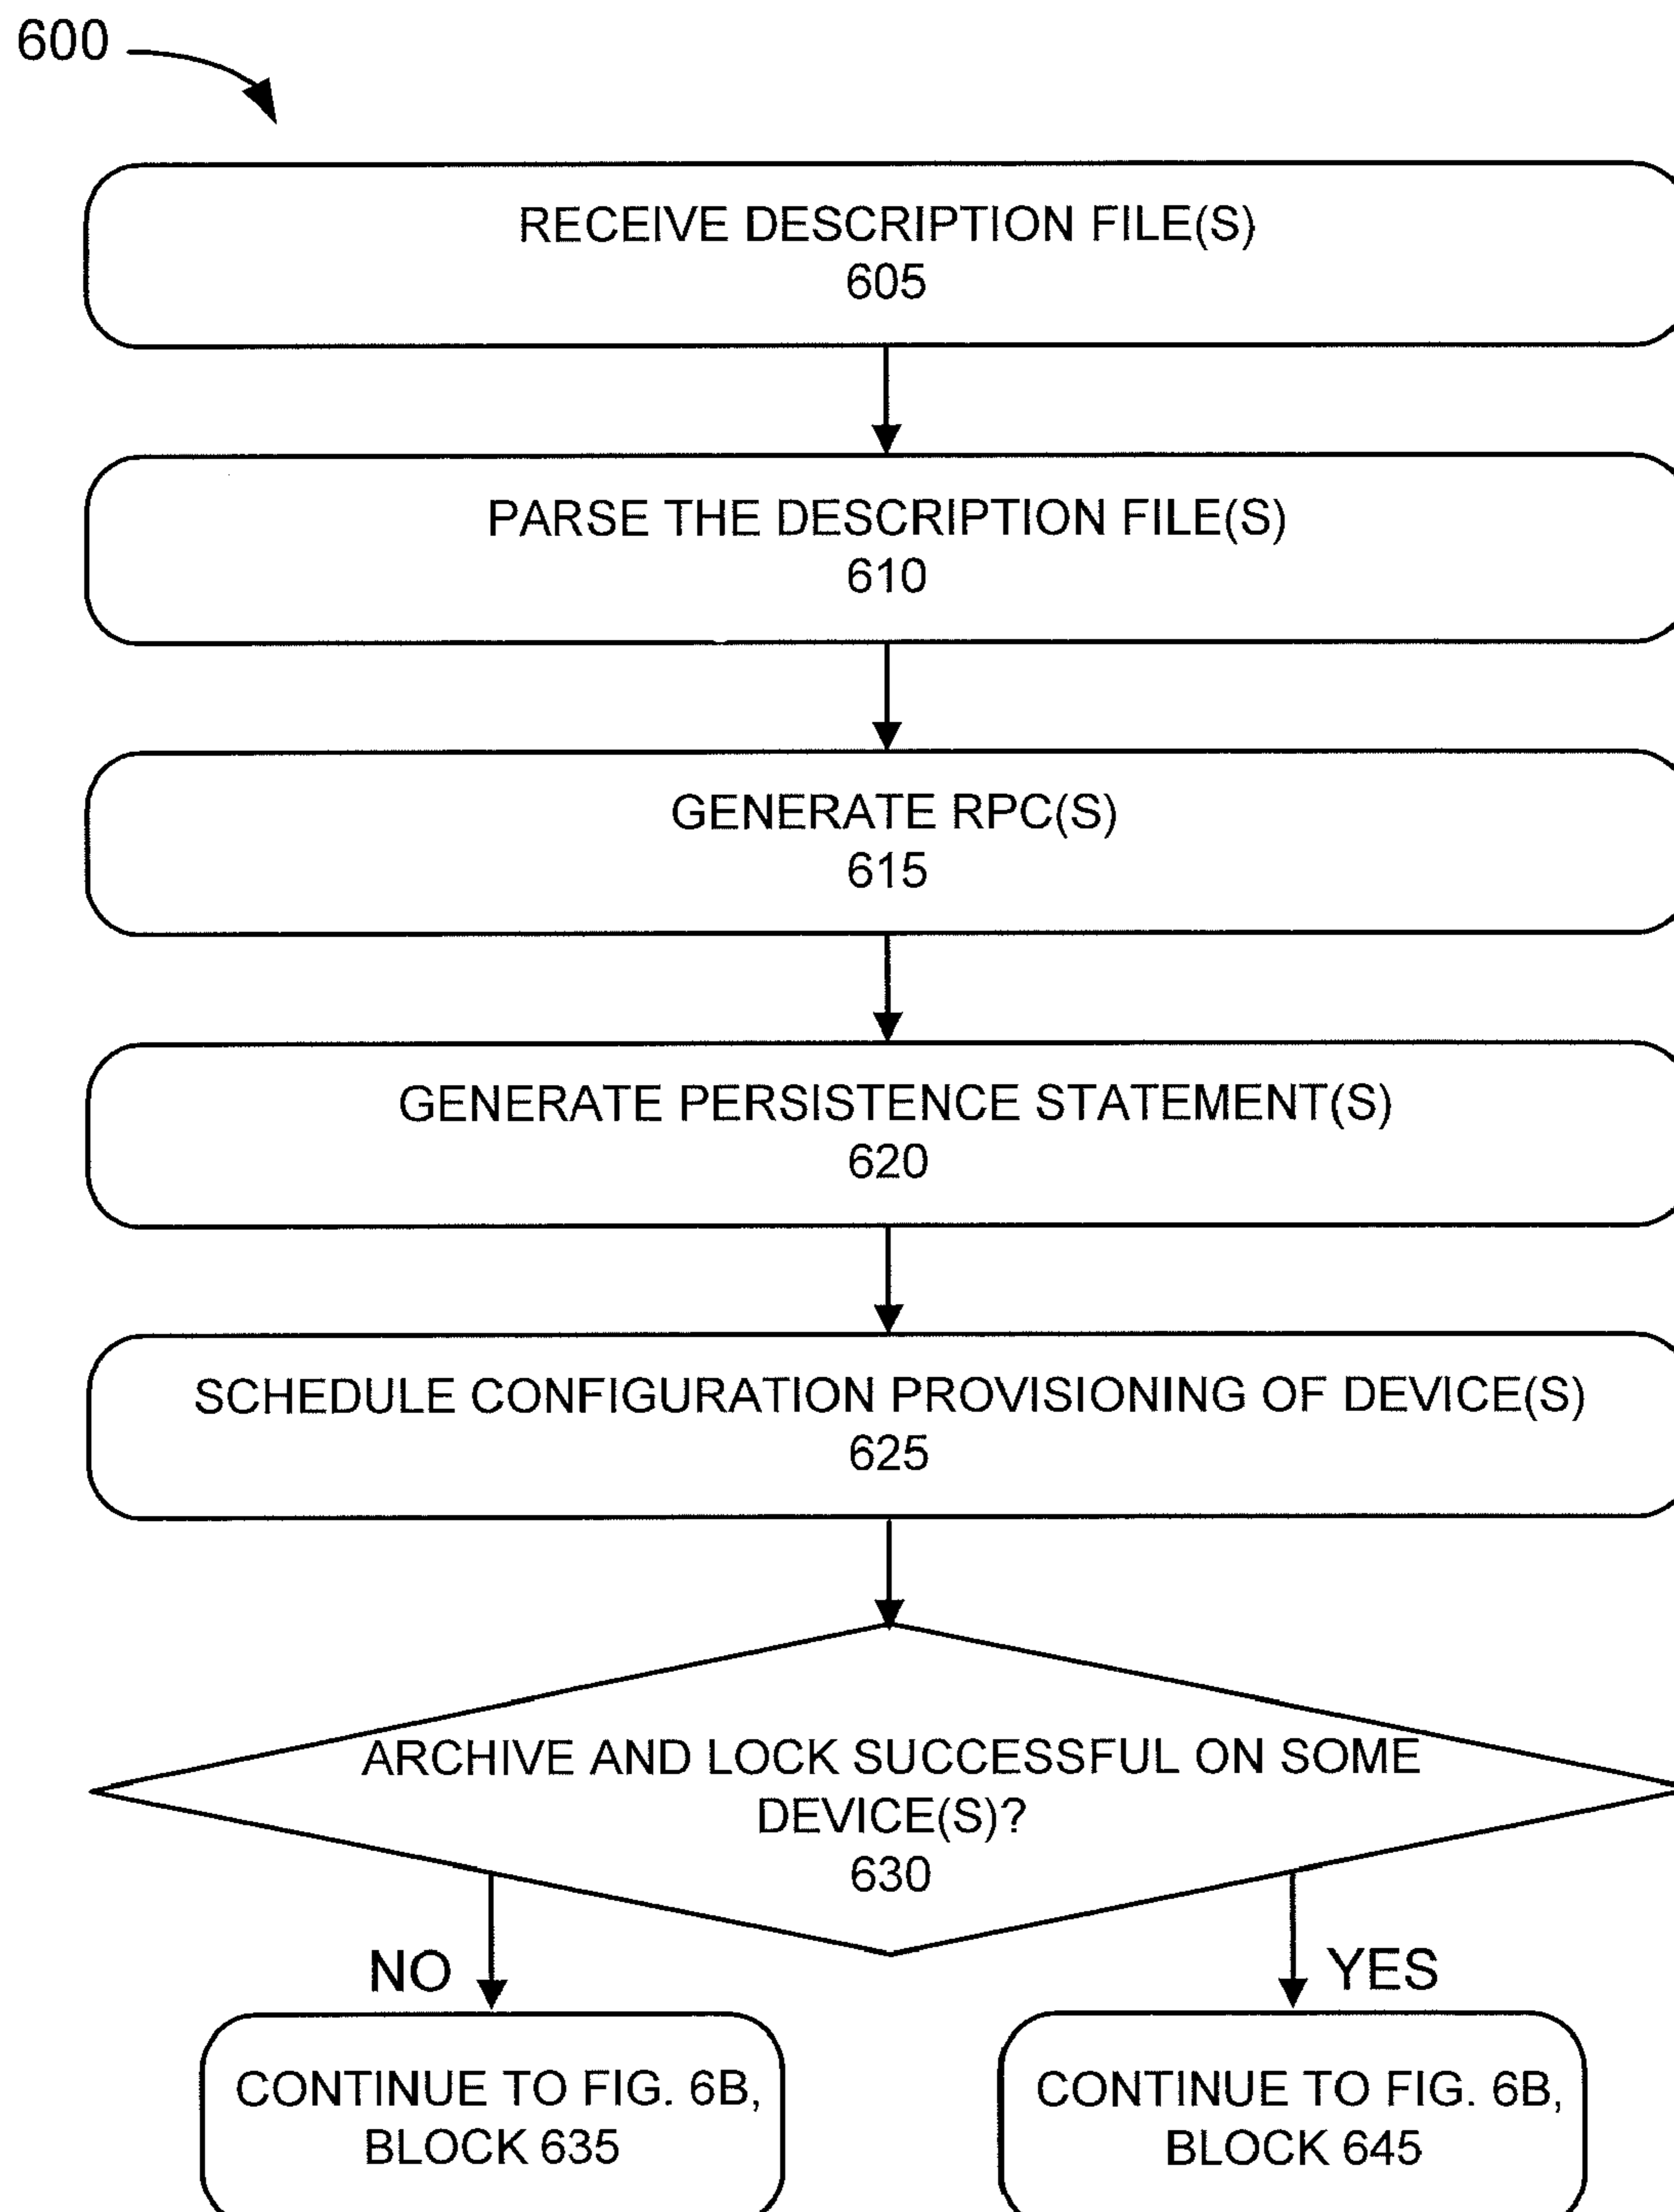 600
RECEIVE DESCRIPTION FILE(S)
605
PARSE THE DESCRIPTION FILE(S)
610
GENERATE RPC(S)
615
GENERATE PERSISTENCE STATEMENT(S)
620
SCHEDULE CONFIGURATION PROVISIONING OF DEVICE(S)
625
ARCHIVE AND LOCK SUCCESSFUL ON SOME
DEVICE(S)?
630
NO
YES
CONTINUE TO FIG. 6B,
BLOCK 635
CONTINUE TO FIG. 6B,
BLOCK 645